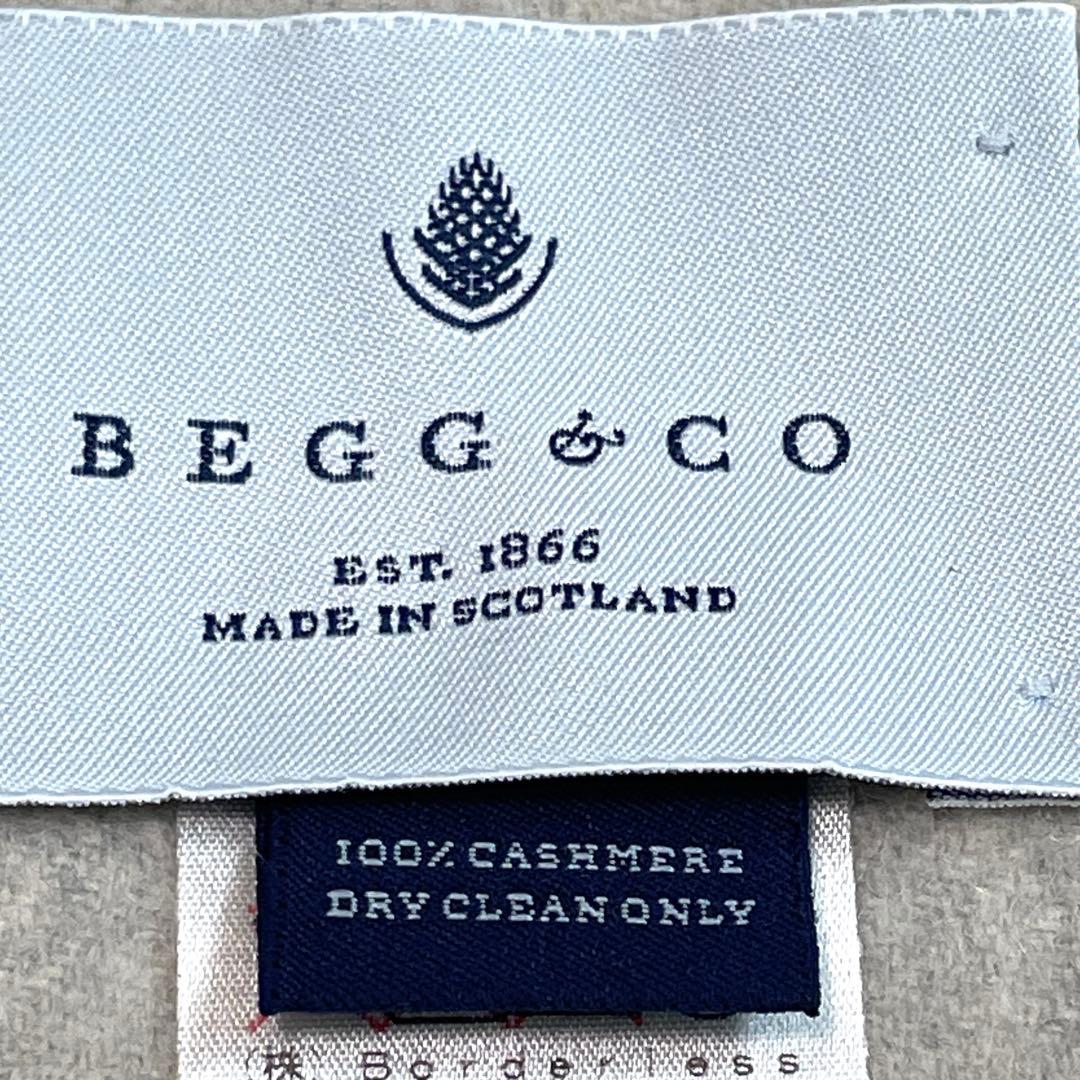 BEGG & CO
EST. 1866
MADE IN SCOTLAND
100% CASHMERE
DRY CLEAN ONLY
(株) Borderless